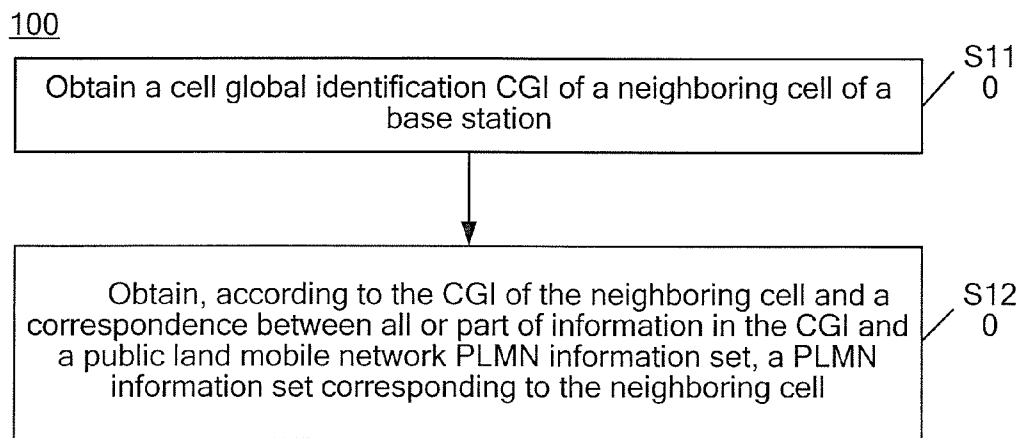 100
Obtain a cell global identification CGI of a neighboring cell of a
base station
S11
0
Obtain, according to the CGI of the neighboring cell and a
correspondence between all or part of information in the CGI and
a public land mobile network PLMN information set, a PLMN
information set corresponding to the neighboring cell
S12
0